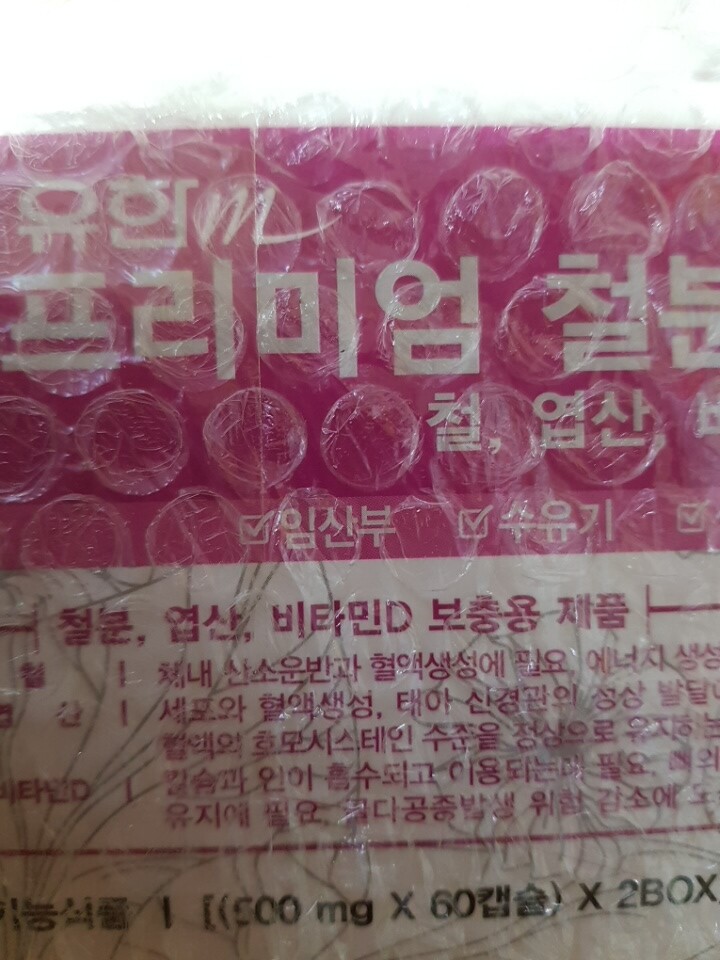 유한m
프리미엄 철분
철, 엽산, 비
임산부 수유기
철분, 엽산, 비타민D 보충용 제품
철 | 체내 산소운반과 혈액생성에 필요, 에너지 생성
엽 산 | 세포와 혈액생성, 태아 신경관의 정상 발달에
혈액의 호모시스테인 수준을 정상으로 유지하는
비타민D | 칼슘과 인이 흡수되고 이용되는데 필요, 뼈의
유지에 필요, 골다공증발생 위험 감소에
기능식품 | [(500 mg X 60캡슐) X 2BOX